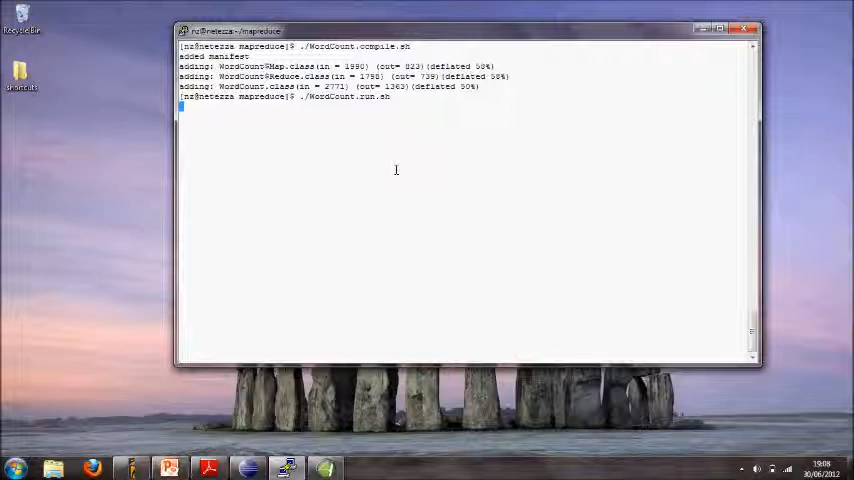 nz@netezza:~/mapreduce
Recycle Bin
shortcuts
[nz@netezza mapreduce]$ ./WordCount.compile.sh
added manifest
adding: WordCount$Map.class(in = 1990) (out= 823)(deflated 58%)
adding: WordCount$Reduce.class(in = 1798) (out= 739)(deflated 58%)
adding: WordCount.class(in = 2771) (out= 1363)(deflated 50%)
[nz@netezza mapreduce]$ ./WordCount.run.sh
19:08
30/06/2012